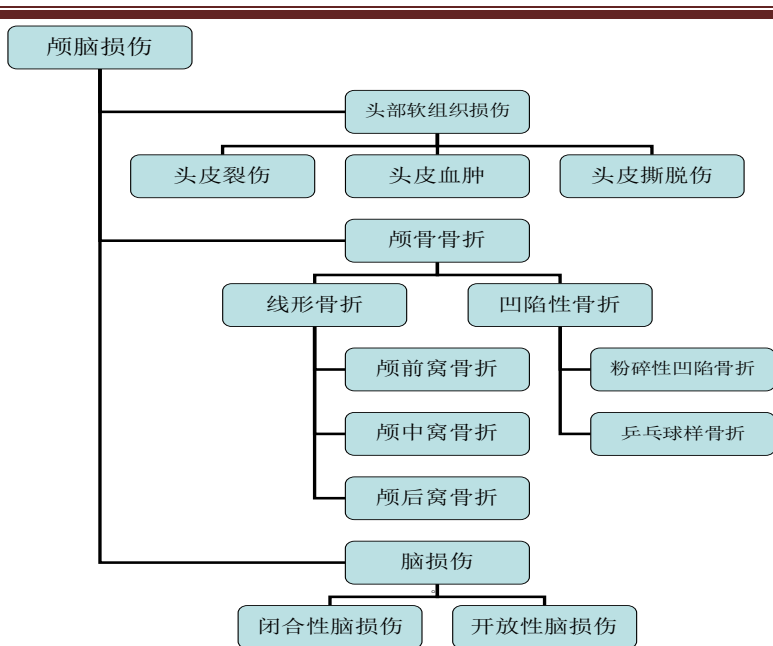 颅脑损伤
头部软组织损伤
头皮裂伤
头皮血肿
头皮撕脱伤
颅骨骨折
线形骨折
凹陷性骨折
颅前窝骨折
粉碎性凹陷骨折
颅中窝骨折
乒乓球样骨折
颅后窝骨折
脑损伤
闭合性脑损伤
开放性脑损伤